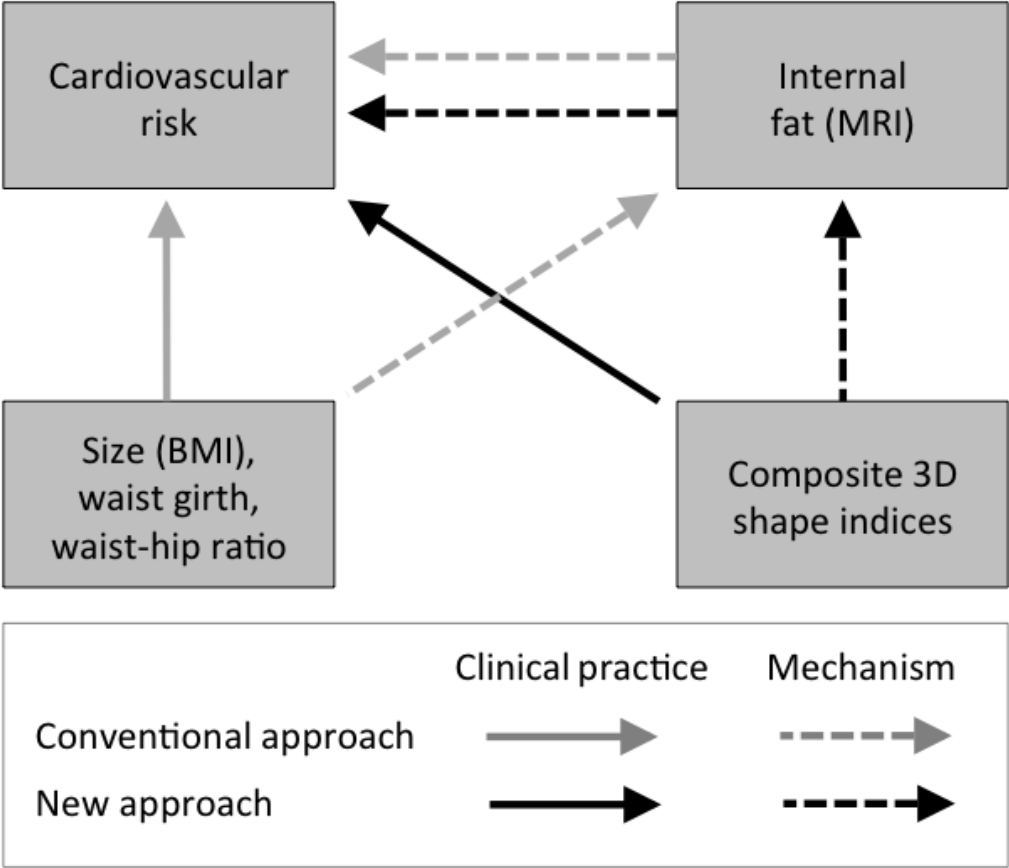 Cardiovascular
risk
Internal
fat (MRI)
Size (BMI),
waist girth,
waist-hip ratio
Composite 3D
shape indices
Clinical practice
Mechanism
Conventional approach
New approach